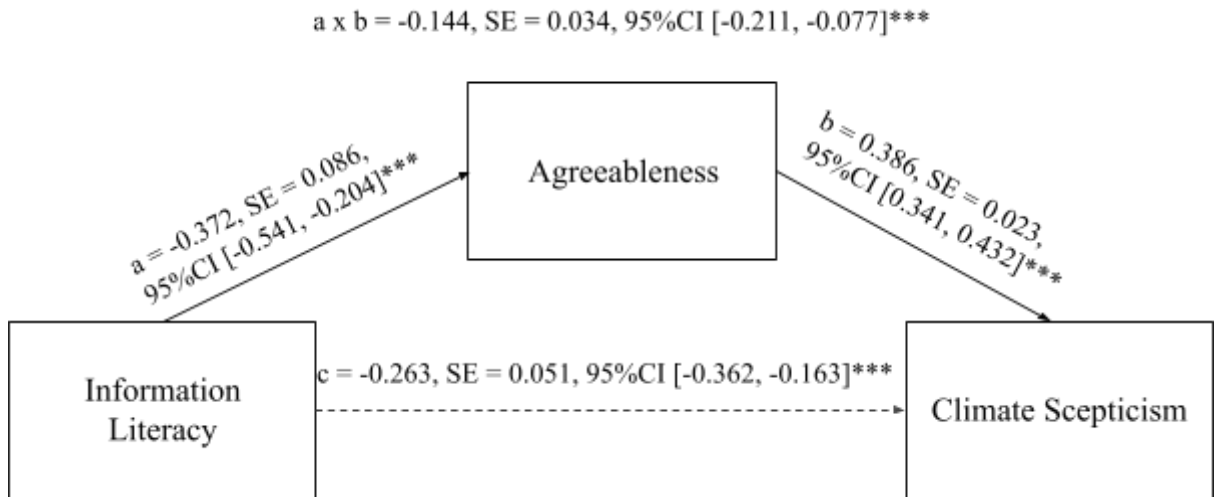 a x b = -0.144, SE = 0.034, 95%CI [-0.211, -0.077]***
a = -0.372, SE = 0.086,
95%CI [-0.541, -0.204]***
Agreeableness
b = 0.386, SE = 0.023,
95%CI [0.341, 0.432]***
Information
Literacy
c = -0.263, SE = 0.051, 95%CI [-0.362, -0.163]***
Climate Scepticism